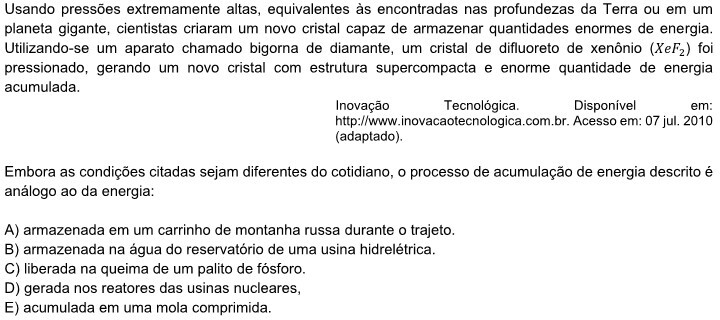 Usando pressões extremamente altas, equivalentes às encontradas nas profundezas da Terra ou em um
planeta gigante, cientistas criaram um novo cristal capaz de armazenar quantidades enormes de energia.
Utilizando-se um aparato chamado bigorna de diamante, um cristal de difluoreto de xenônio (XeF₂) foi
pressionado, gerando um novo cristal com estrutura supercompacta e enorme quantidade de energia
acumulada.
Inovação Tecnológica. Disponível em:
http://www.inovacaotecnologica.com.br. Acesso em: 07 jul. 2010
(adaptado).
Embora as condições citadas sejam diferentes do cotidiano, o processo de acumulação de energia descrito é
análogo ao da energia:
A) armazenada em um carrinho de montanha russa durante o trajeto.
B) armazenada na água do reservatório de uma usina hidrelétrica.
C) liberada na queima de um palito de fósforo.
D) gerada nos reatores das usinas nucleares,
E) acumulada em uma mola comprimida.